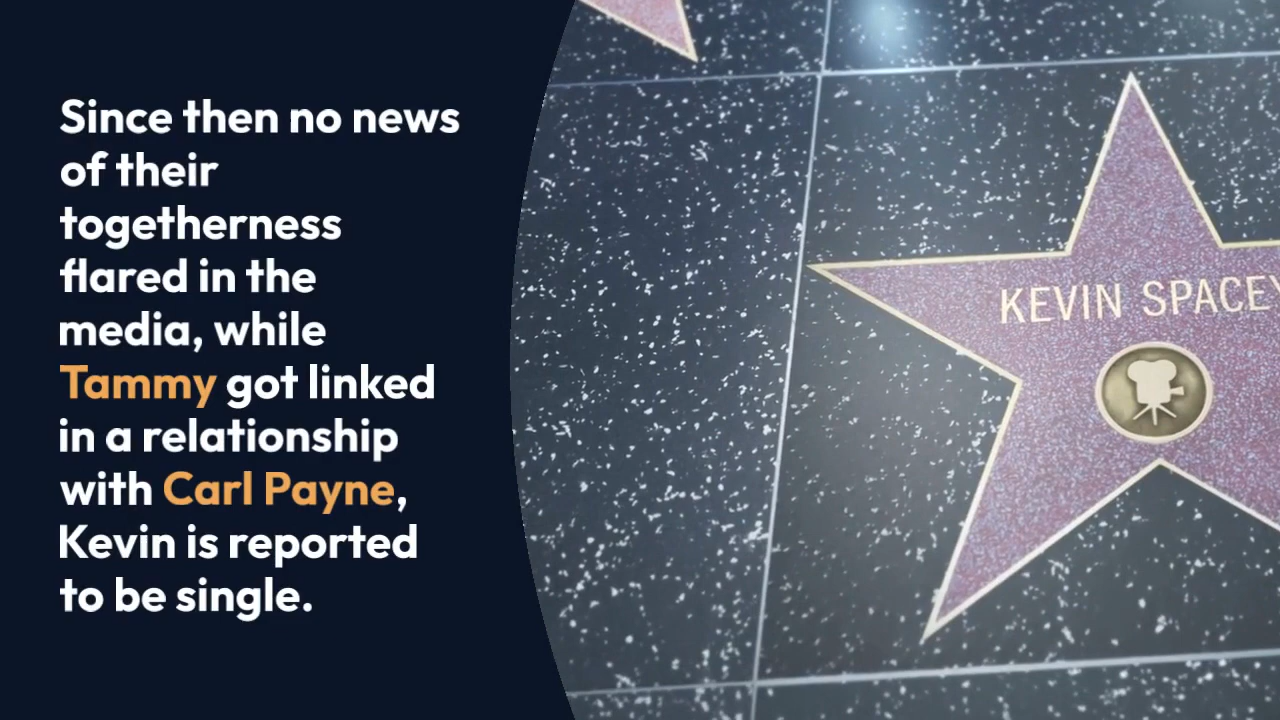 Since then no news
of their
togetherness
flared in the
media, while
Tammy got linked
in a relationship
with Carl Payne,
Kevin is reported
to be single.
KEVIN SPACEY